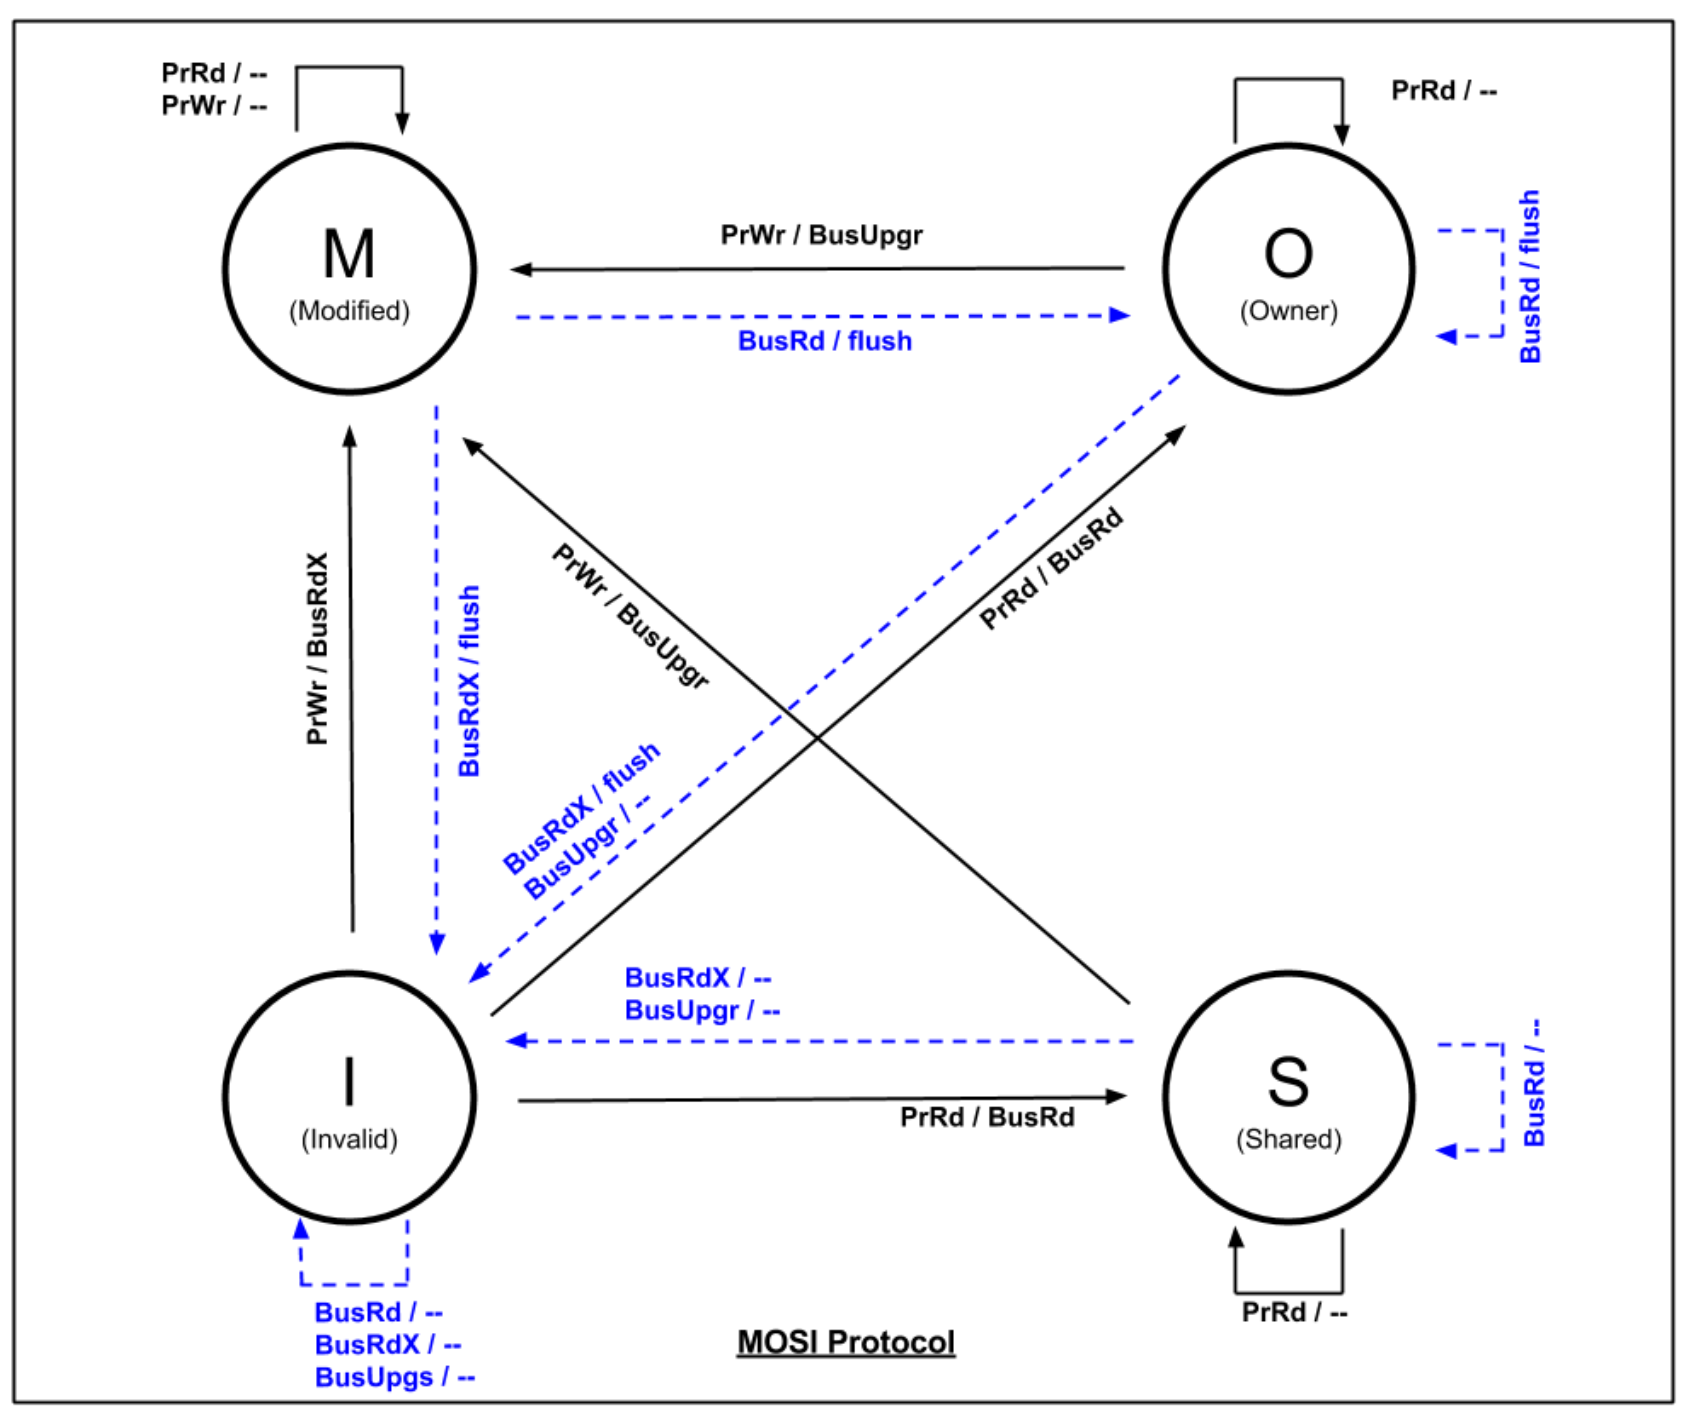 PrRd / --
PrWr / --
PrRd / --
M
(Modified)
PrWr / BusUpgr
BusRd / flush
O
(Owner)
BusRd / flush
PrWr / BusRdX
BusRdX / flush
PrWr / BusUpgr
PrRd / BusRd
BusRdX / flush
BusUpgr / --
BusRdX / --
BusUpgr / --
I
(Invalid)
PrRd / BusRd
S
(Shared)
BusRd / --
BusRd / --
BusRdX / --
BusUpgs / --
PrRd / --
MOSI Protocol